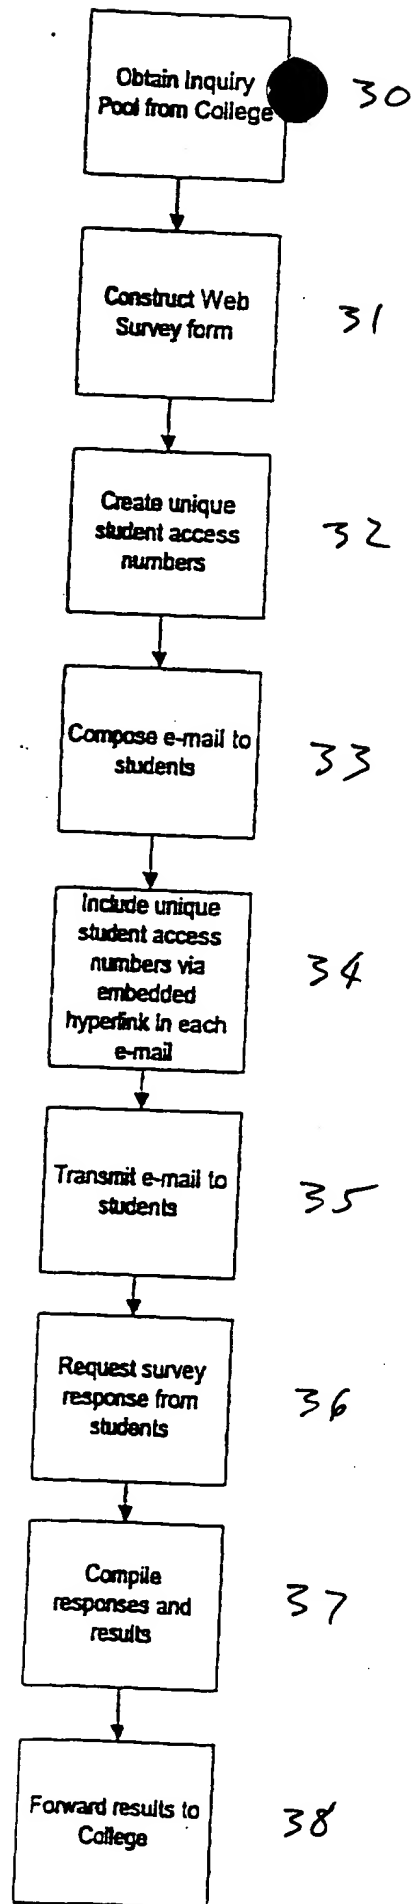 Obtain Inquiry
Pool from College
30
Construct Web
Survey form
31
Create unique
student access
numbers
32
Compose e-mail to
students
33
Include unique
student access
numbers via
embedded
hyperlink in each
e-mail
34
Transmit e-mail to
students
35
Request survey
response from
students
36
Compile
responses and
results
37
Forward results to
College
38